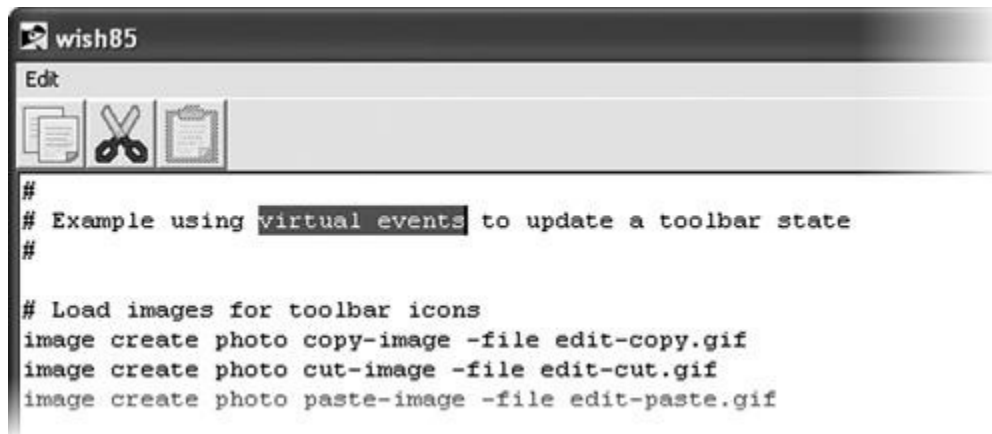 wish85
Edit
#
# Example using virtual events to update a toolbar state
#
# Load images for toolbar icons
image create photo copy-image -file edit-copy.gif
image create photo cut-image -file edit-cut.gif
image create photo paste-image -file edit-paste.gif